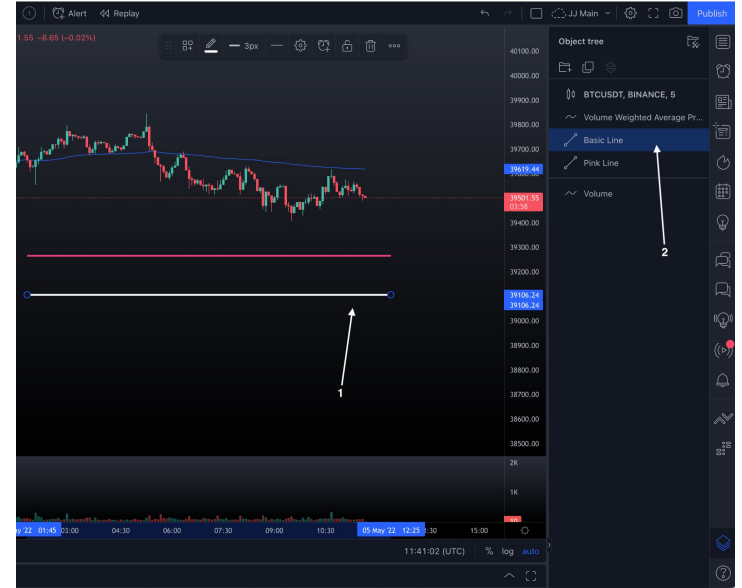 Alert Replay JJ Main Publish
1.55 −8.65 (−0.02%)
3px
Object tree
BTCUSDT, BINANCE, 5
Volume Weighted Average Pr...
Basic Line
Pink Line
Volume
40100.00
40000.00
39900.00
39800.00
39700.00
39619.44
39501.55
03:58
39400.00
39300.00
39200.00
39106.24
39106.24
39000.00
38900.00
38800.00
38700.00
38600.00
38500.00
2K
1K
1
2
ay '22 01:45 03:00 04:30 06:00 07:30 09:00 10:30 05 May '22 12:25 :30 15:00
11:41:02 (UTC) % log auto